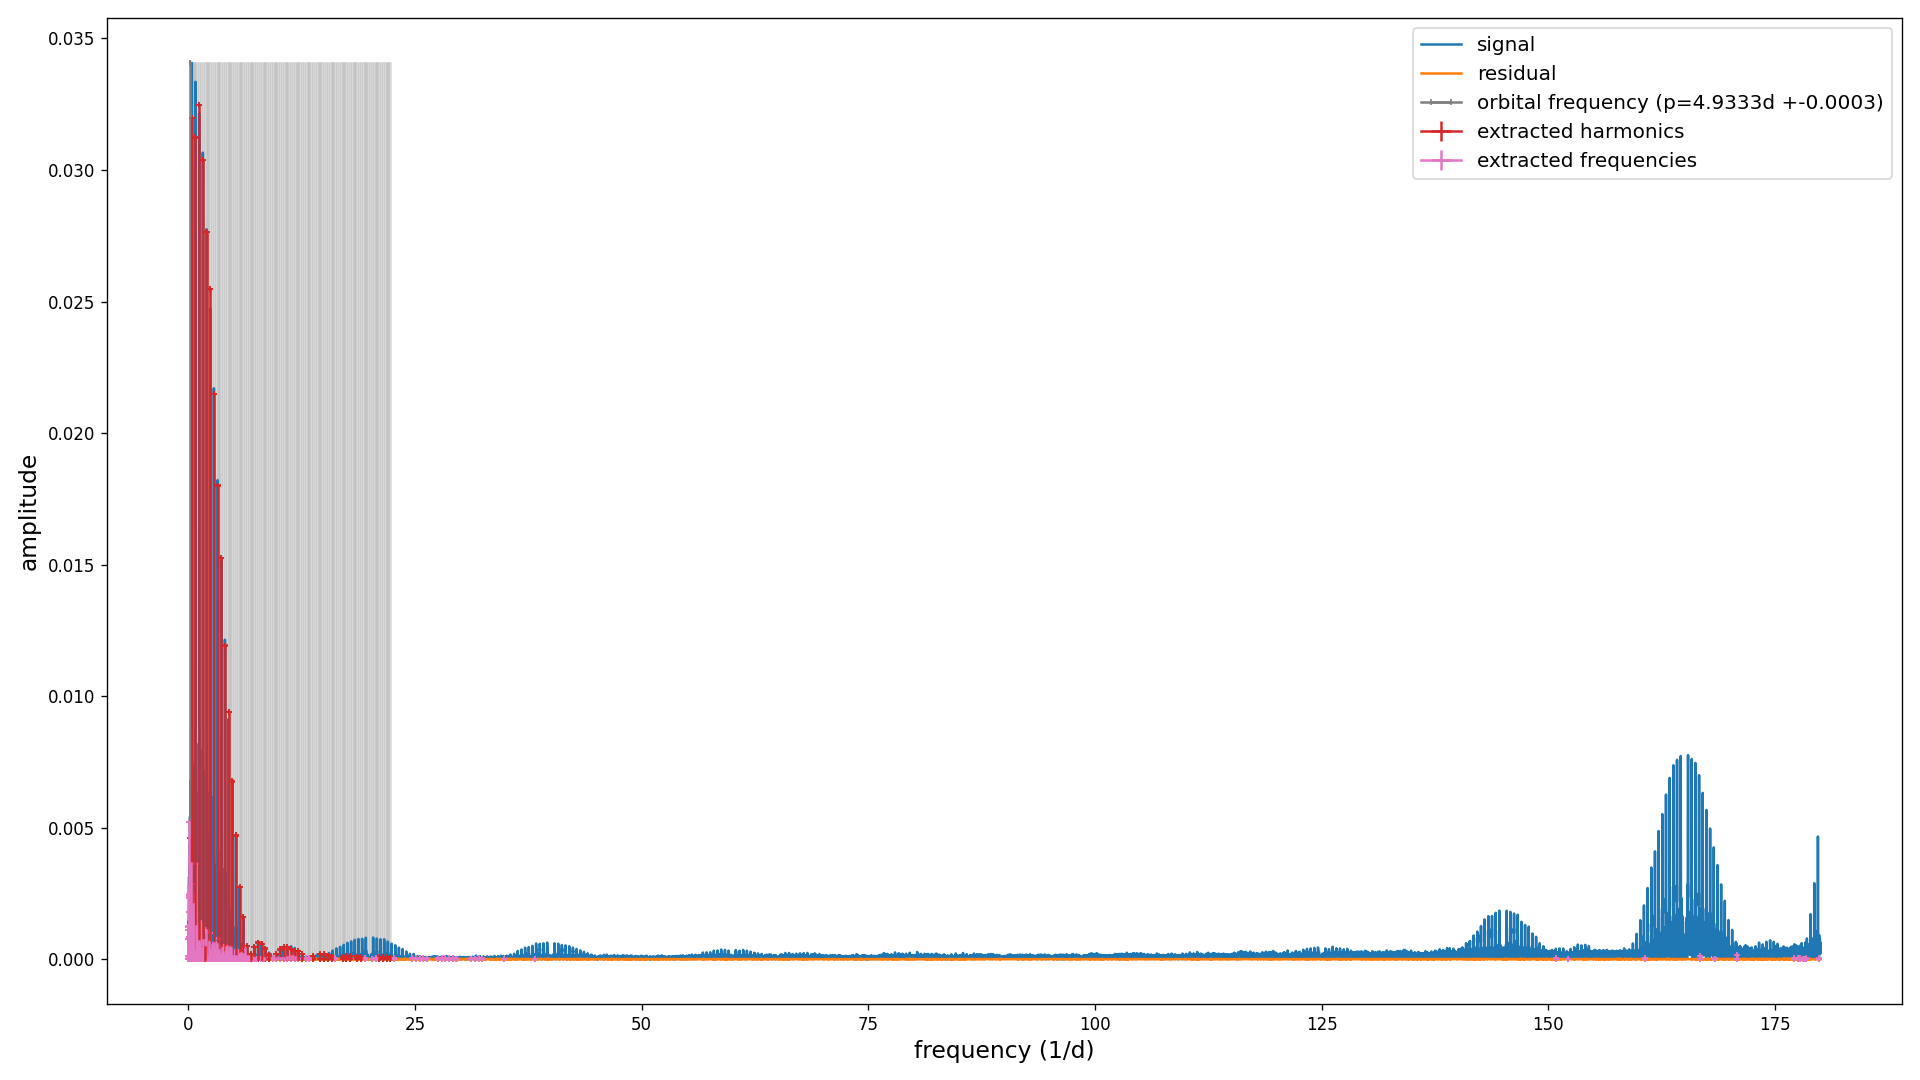 signal
residual
orbital frequency (p=4.9333d +-0.0003)
extracted harmonics
extracted frequencies
0.035
0.030
0.025
0.020
0.015
0.010
0.005
0.000
amplitude
0 25 50 75 100 125 150 175
frequency (1/d)